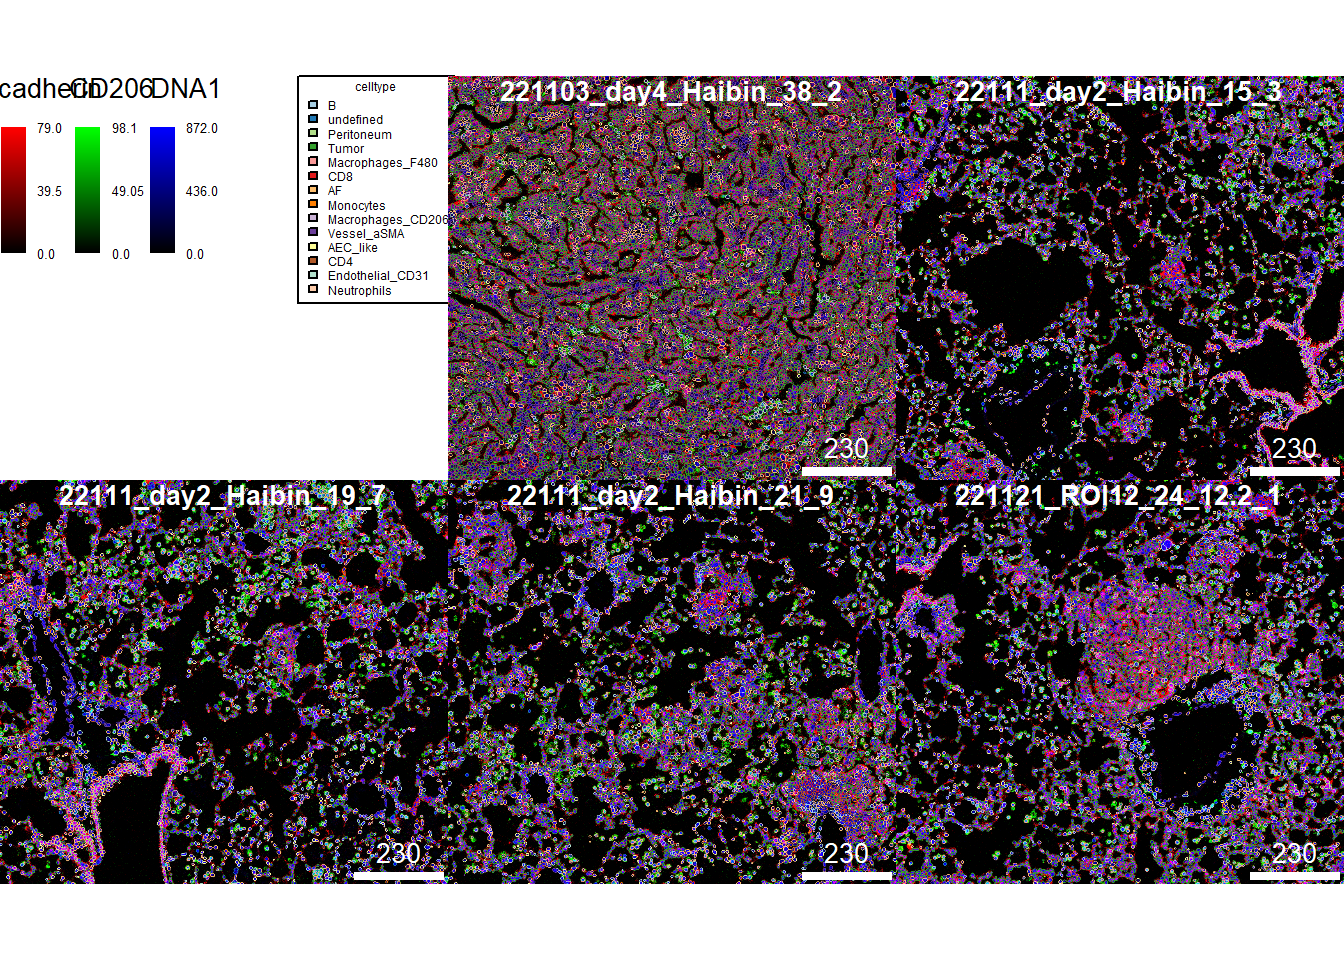 cadherin CD206 DNA1
79.0 98.1 872.0
39.5 49.05 436.0
0.0 0.0 0.0
celltype
B
undefined
Peritoneum
Tumor
Macrophages_F480
CD8
AF
Monocytes
Macrophages_CD206
Vessel_aSMA
AEC_like
CD4
Endothelial_CD31
Neutrophils
221103_day4_Haibin_38_2
230
22111_day2_Haibin_15_3
230
22111_day2_Haibin_19_7
230
22111_day2_Haibin_21_9
230
221121_ROI12_24_12.2_1
230